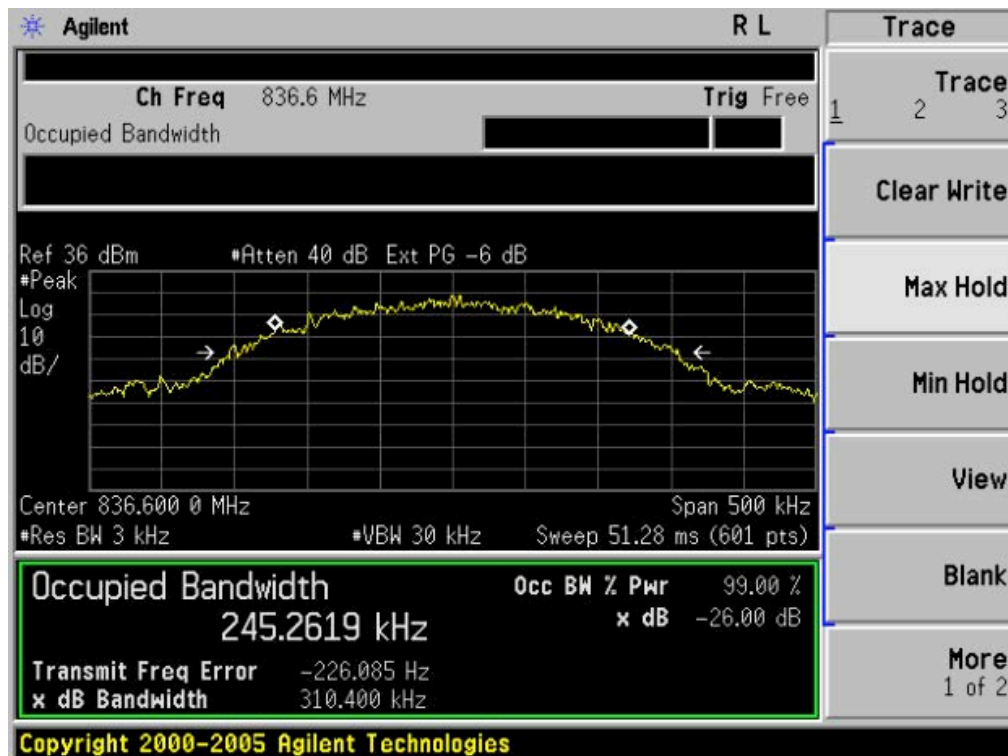 Agilent R L Trace
Ch Freq 836.6 MHz Trig Free
Occupied Bandwidth
Trace
1 2 3
Clear Write
Max Hold
Min Hold
View
Blank
More
1 of 2
Ref 36 dBm #Atten 40 dB Ext PG -6 dB
#Peak
Log
10
dB/
Center 836.600 0 MHz Span 500 kHz
#Res BW 3 kHz #VBW 30 kHz Sweep 51.28 ms (601 pts)
Occupied Bandwidth Occ BW % Pwr 99.00 %
245.2619 kHz x dB -26.00 dB
Transmit Freq Error -226.085 Hz
x dB Bandwidth 310.400 kHz
Copyright 2000-2005 Agilent Technologies